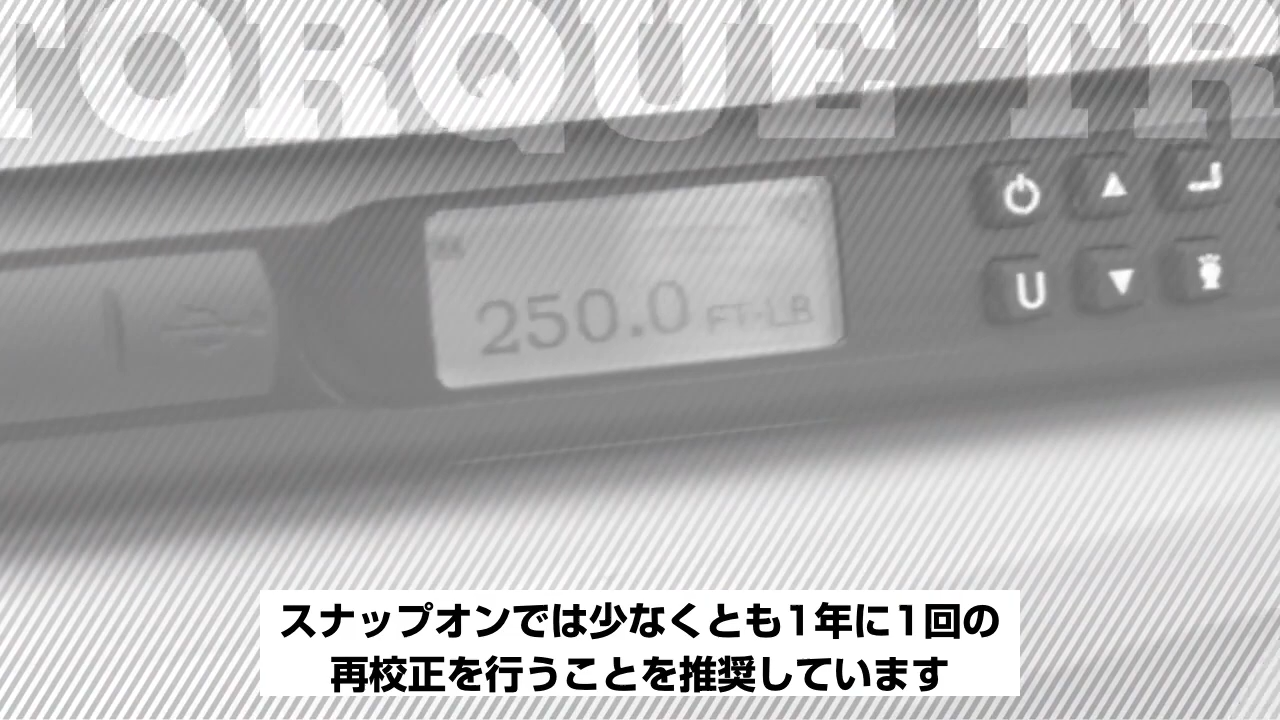 TORQUE TR
250.0 FT-LB
U
スナップオンでは少なくとも1年に1回の
再校正を行うことを推奨しています